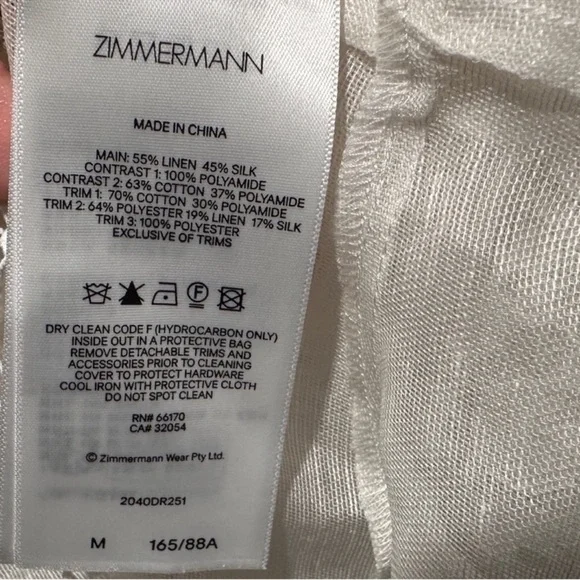 ZIMMERMANN
MADE IN CHINA
MAIN: 55% LINEN 45% SILK
CONTRAST 1: 100% POLYAMIDE
CONTRAST 2: 63% COTTON 37% POLYAMIDE
TRIM 1: 70% COTTON 30% POLYAMIDE
TRIM 2: 64% POLYESTER 19% LINEN 17% SILK
TRIM 3: 100% POLYESTER
EXCLUSIVE OF TRIMS
F
DRY CLEAN CODE F (HYDROCARBON ONLY)
INSIDE OUT IN A PROTECTIVE BAG
REMOVE DETACHABLE TRIMS AND
ACCESSORIES PRIOR TO CLEANING
COVER TO PROTECT HARDWARE
COOL IRON WITH PROTECTIVE CLOTH
DO NOT SPOT CLEAN
RN# 66170
CA# 32054
© Zimmermann Wear Pty Ltd.
2040DR251
M 165/88A